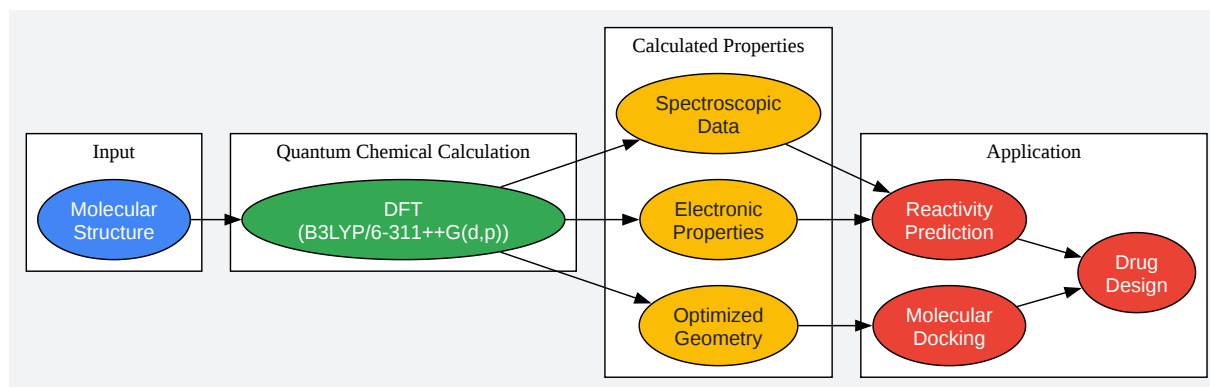 Input
Molecular
Structure
Quantum Chemical Calculation
DFT
(B3LYP/6-311++G(d,p))
Calculated Properties
Spectroscopic
Data
Electronic
Properties
Optimized
Geometry
Application
Reactivity
Prediction
Molecular
Docking
Drug
Design